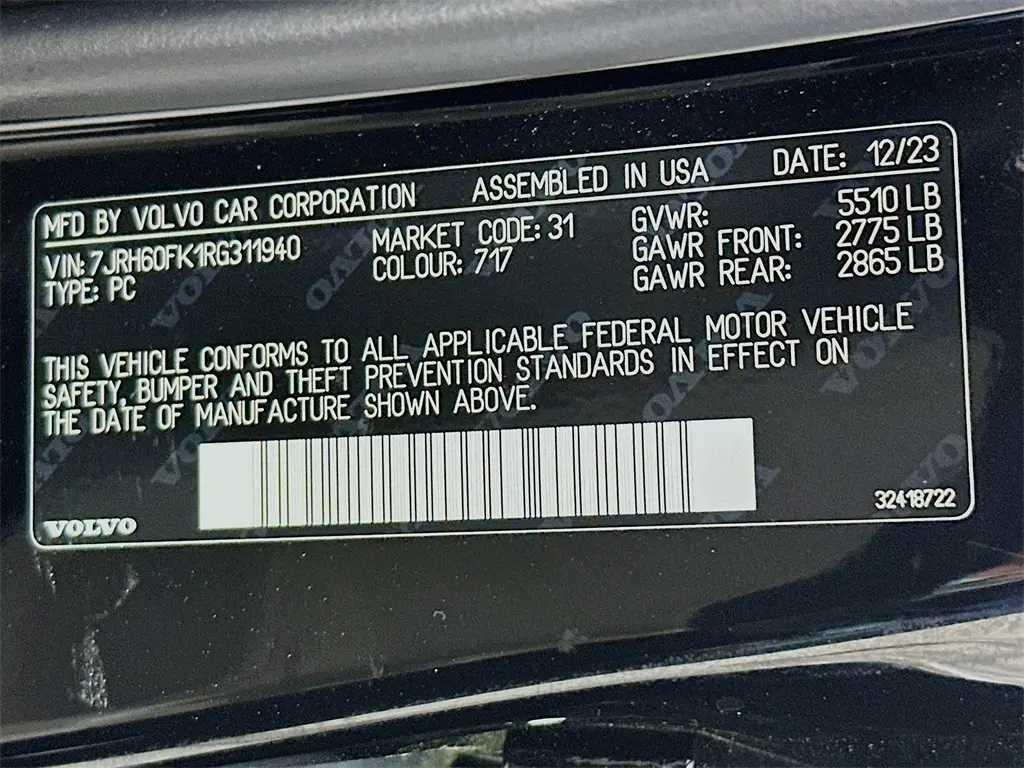 MFD BY VOLVO CAR CORPORATION ASSEMBLED IN USA DATE: 12/23
VIN: 7JRH60FK1RG311940 MARKET CODE: 31 GVWR: 5510 LB
TYPE: PC COLOUR: 717 GAWR FRONT: 2775 LB
GAWR REAR: 2865 LB
THIS VEHICLE CONFORMS TO ALL APPLICABLE FEDERAL MOTOR VEHICLE
SAFETY, BUMPER AND THEFT PREVENTION STANDARDS IN EFFECT ON
THE DATE OF MANUFACTURE SHOWN ABOVE.
VOLVO 32418722